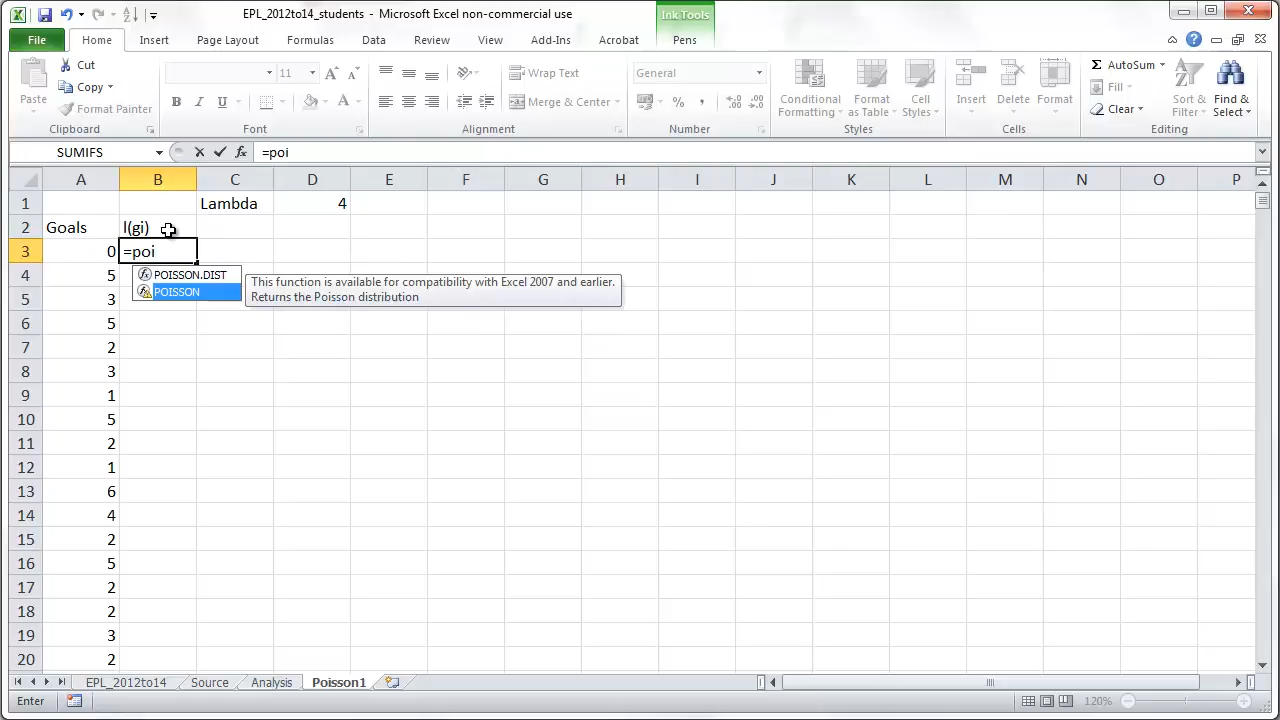 EPL_2012to14_students - Microsoft Excel non-commercial use
Ink Tools
File Home Insert Page Layout Formulas Data Review View Add-Ins Acrobat Pens
Paste
Cut
Copy
Format Painter
Clipboard
11
Font
Wrap Text
Merge & Center
Alignment
General
Number
Conditional Formatting
Format as Table
Cell Styles
Styles
Insert
Delete
Format
Cells
AutoSum
Fill
Clear
Sort & Filter
Find & Select
Editing
SUMIFS =poi
A B C D E F G H I J K L M N O P
1 Lambda 4
2 Goals l(gi)
3 0 =poi
4 5
5 3
6 5
7 2
8 3
9 1
10 5
11 2
12 1
13 6
14 4
15 2
16 5
17 2
18 2
19 3
20 2
POISSON.DIST
POISSON
This function is available for compatibility with Excel 2007 and earlier.
Returns the Poisson distribution
EPL_2012to14 Source Analysis Poisson1
Enter 120%